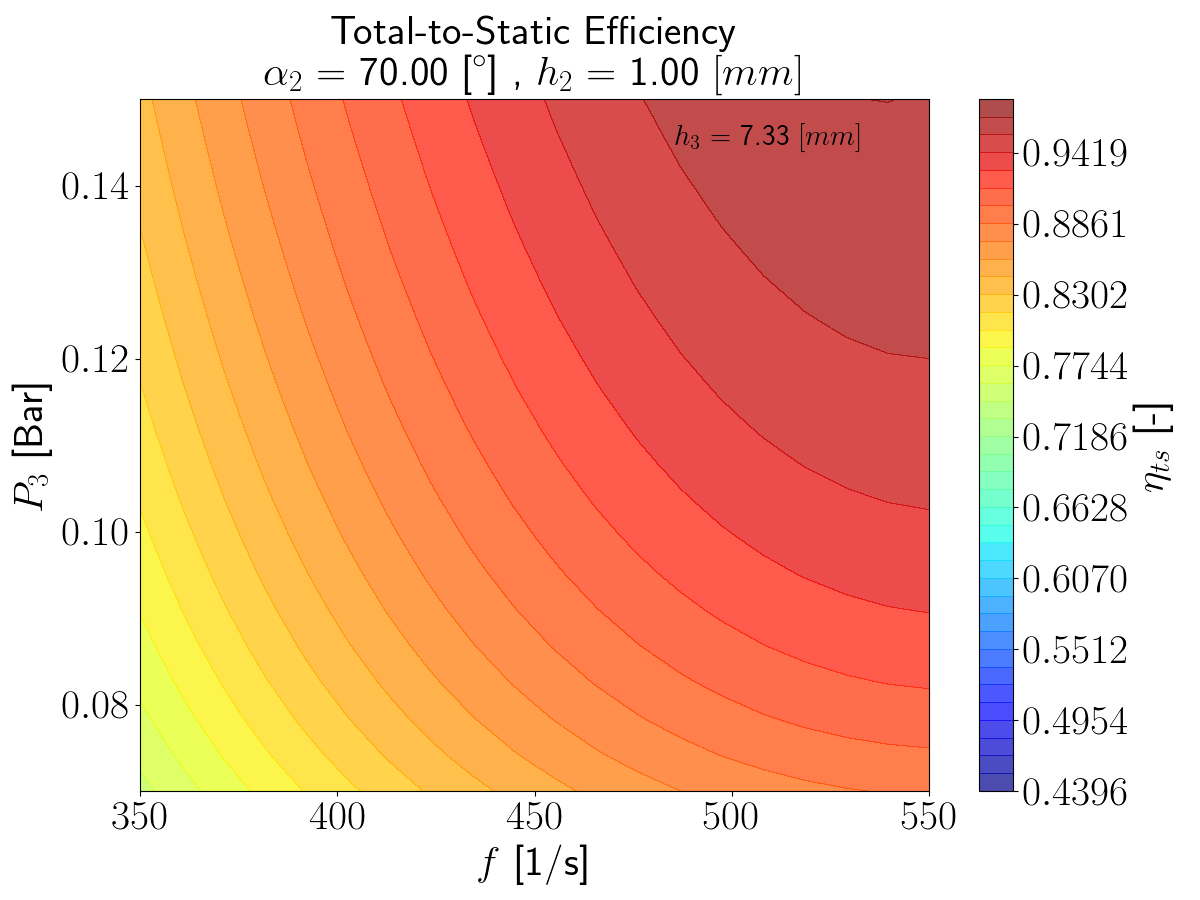 Total-to-Static Efficiency
α₂ = 70.00 [°] , h₂ = 1.00 [mm]
h₃ = 7.33 [mm]
0.14
0.12
0.10
0.08
P₃ [Bar]
350 400 450 500 550
f [1/s]
0.9419
0.8861
0.8302
0.7744
0.7186
0.6628
0.6070
0.5512
0.4954
0.4396
η_ts [-]